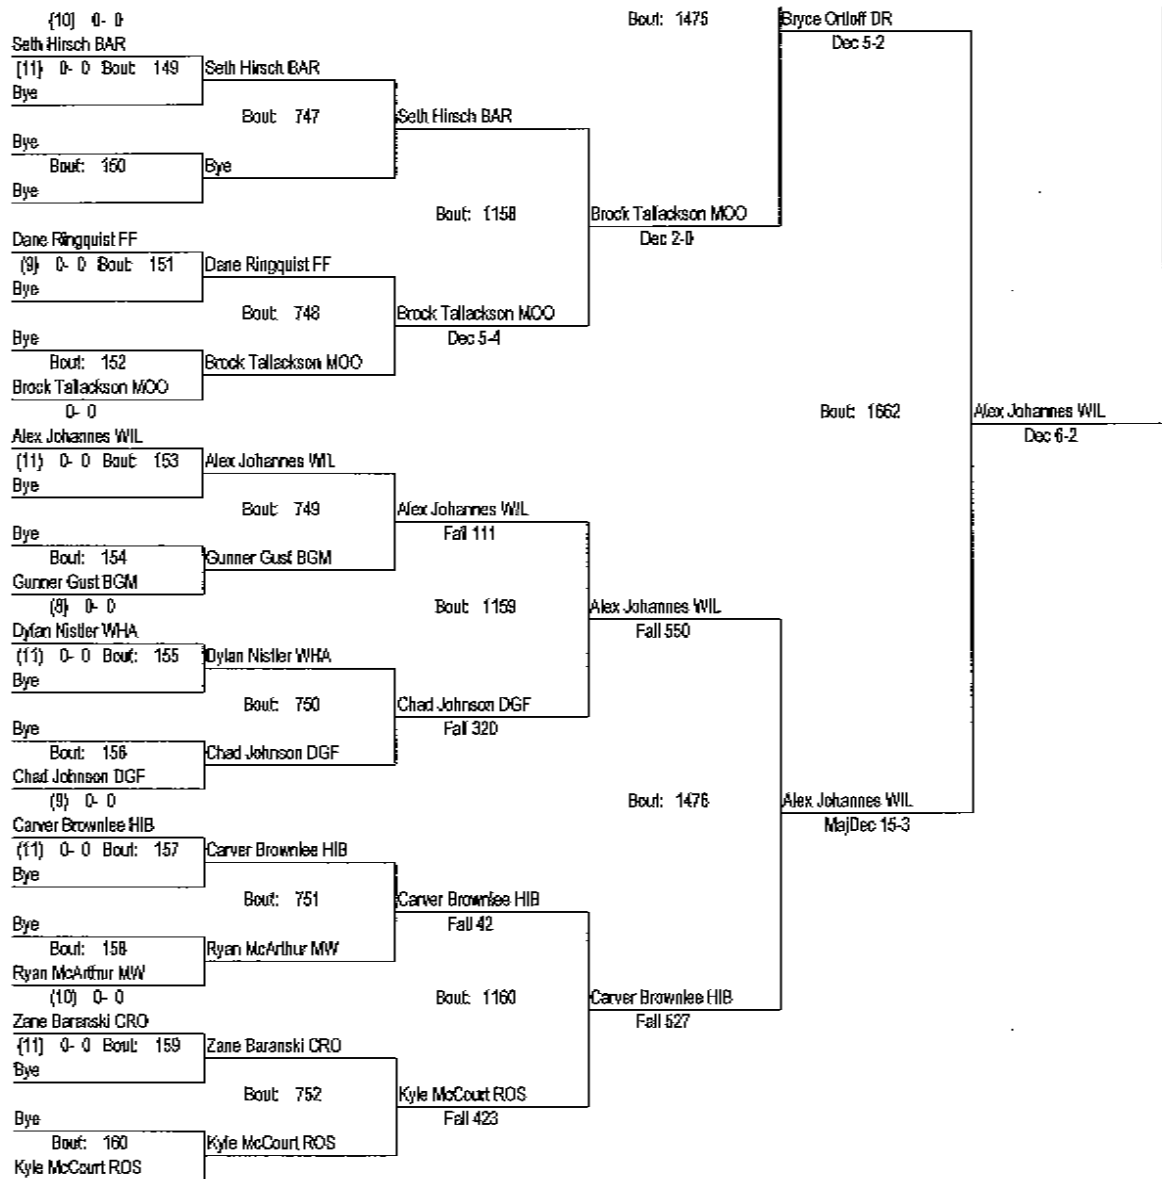 (10) 0- 0
Bout: 1475
Bryce Ortloff DR
Dec 5-2
Seth Hirsch BAR
(11) 0- 0 Bout: 149
Seth Hirsch BAR
Bye
Bout: 747
Seth Hirsch BAR
Bye
Bout: 150
Bye
Bye
Bout: 1158
Brock Tallackson MOO
Dec 2-0
Dane Ringquist FF
(9) 0- 0 Bout: 151
Dane Ringquist FF
Bye
Bout: 748
Brock Tallackson MOO
Dec 5-4
Bye
Bout: 152
Brock Tallackson MOO
Brock Tallackson MOO
0- 0
Bout: 1662
Alex Johannes WIL
Dec 6-2
Alex Johannes WIL
(11) 0- 0 Bout: 153
Alex Johannes WIL
Bye
Bout: 749
Alex Johannes WIL
Fall 111
Bye
Bout: 154
Gunner Gust BGM
Gunner Gust BGM
(8) 0- 0
Bout: 1159
Alex Johannes WIL
Fall 550
Dylan Nistler WHA
(11) 0- 0 Bout: 155
Dylan Nistler WHA
Bye
Bout: 750
Chad Johnson DGF
Fall 320
Bye
Bout: 156
Chad Johnson DGF
Chad Johnson DGF
(9) 0- 0
Bout: 1476
Alex Johannes WIL
MajDec 15-3
Carver Brownlee HIB
(11) 0- 0 Bout: 157
Carver Brownlee HIB
Bye
Bout: 751
Carver Brownlee HIB
Fall 42
Bye
Bout: 158
Ryan McArthur MW
Ryan McArthur MW
(10) 0- 0
Bout: 1160
Carver Brownlee HIB
Fall 527
Zane Baranski CRO
(11) 0- 0 Bout: 159
Zane Baranski CRO
Bye
Bout: 752
Kyle McCourt ROS
Fall 423
Bye
Bout: 160
Kyle McCourt ROS
Kyle McCourt ROS